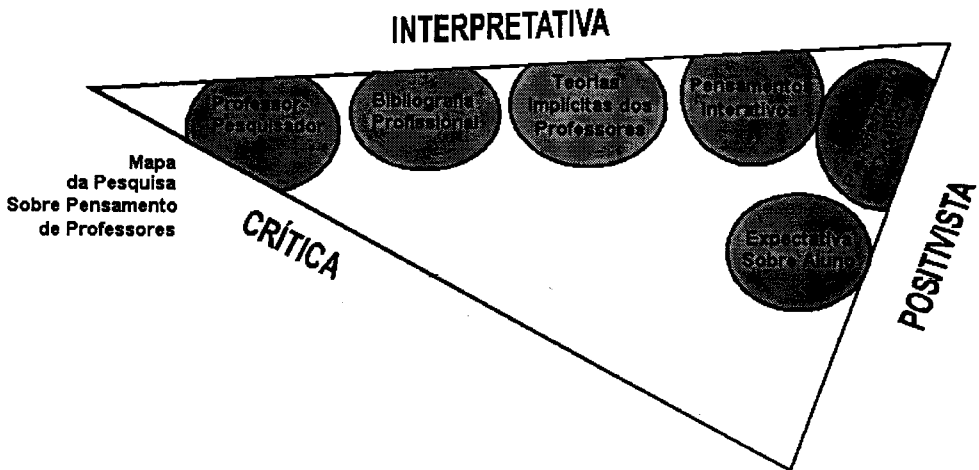 INTERPRETATIVA
Professor-
Pesquisador
Bibliografia
Profissional
Teorias
Implícitas dos
Professores
Pensamentos
Interativos
Expectativa
Sobre Aluno
Mapa
da Pesquisa
Sobre Pensamento
de Professores
CRÍTICA
POSITIVISTA